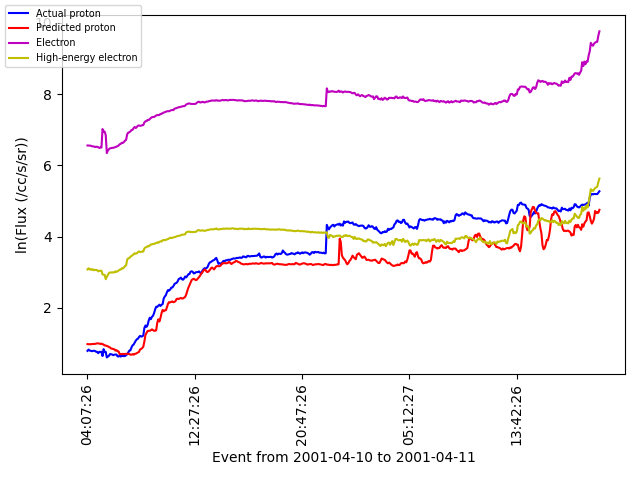 Actual proton
Predicted proton
Electron
High-energy electron
8
6
4
2
ln(Flux (/cc/s/sr))
04:07:26
12:27:26
20:47:26
05:12:27
13:42:26
Event from 2001-04-10 to 2001-04-11